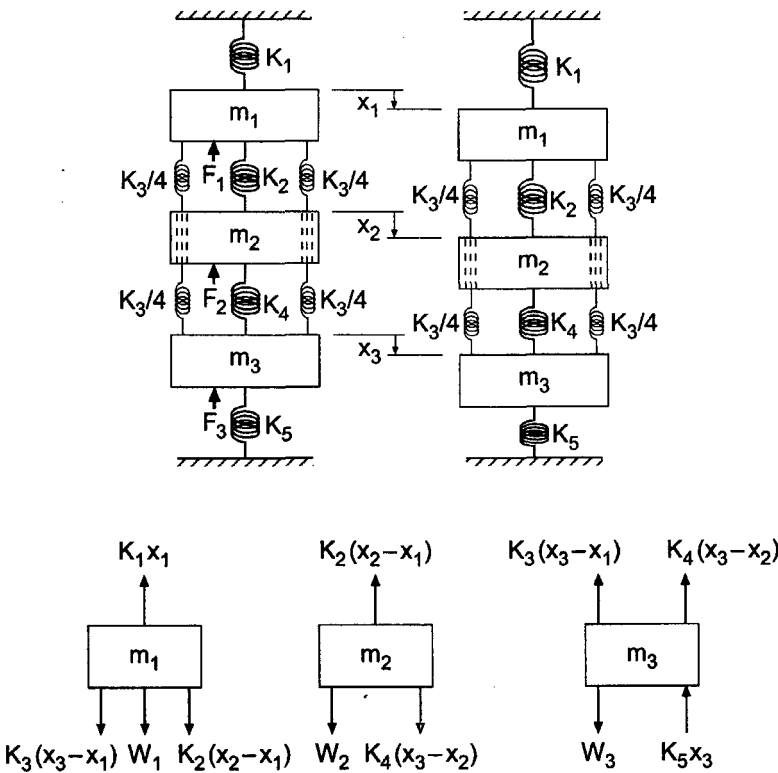 K₁ K₁
m₁ x₁ m₁
K₃/4 F₁ K₂ K₃/4 K₃/4 K₂ K₃/4
m₂ x₂ m₂
K₃/4 F₂ K₄ K₃/4 K₃/4 K₄ K₃/4
m₃ x₃ m₃
F₃ K₅ K₅
K₁x₁ K₂(x₂−x₁) K₃(x₃−x₁) K₄(x₃−x₂)
m₁ m₂ m₃
K₃(x₃−x₁) W₁ K₂(x₂−x₁) W₂ K₄(x₃−x₂) W₃ K₅x₃